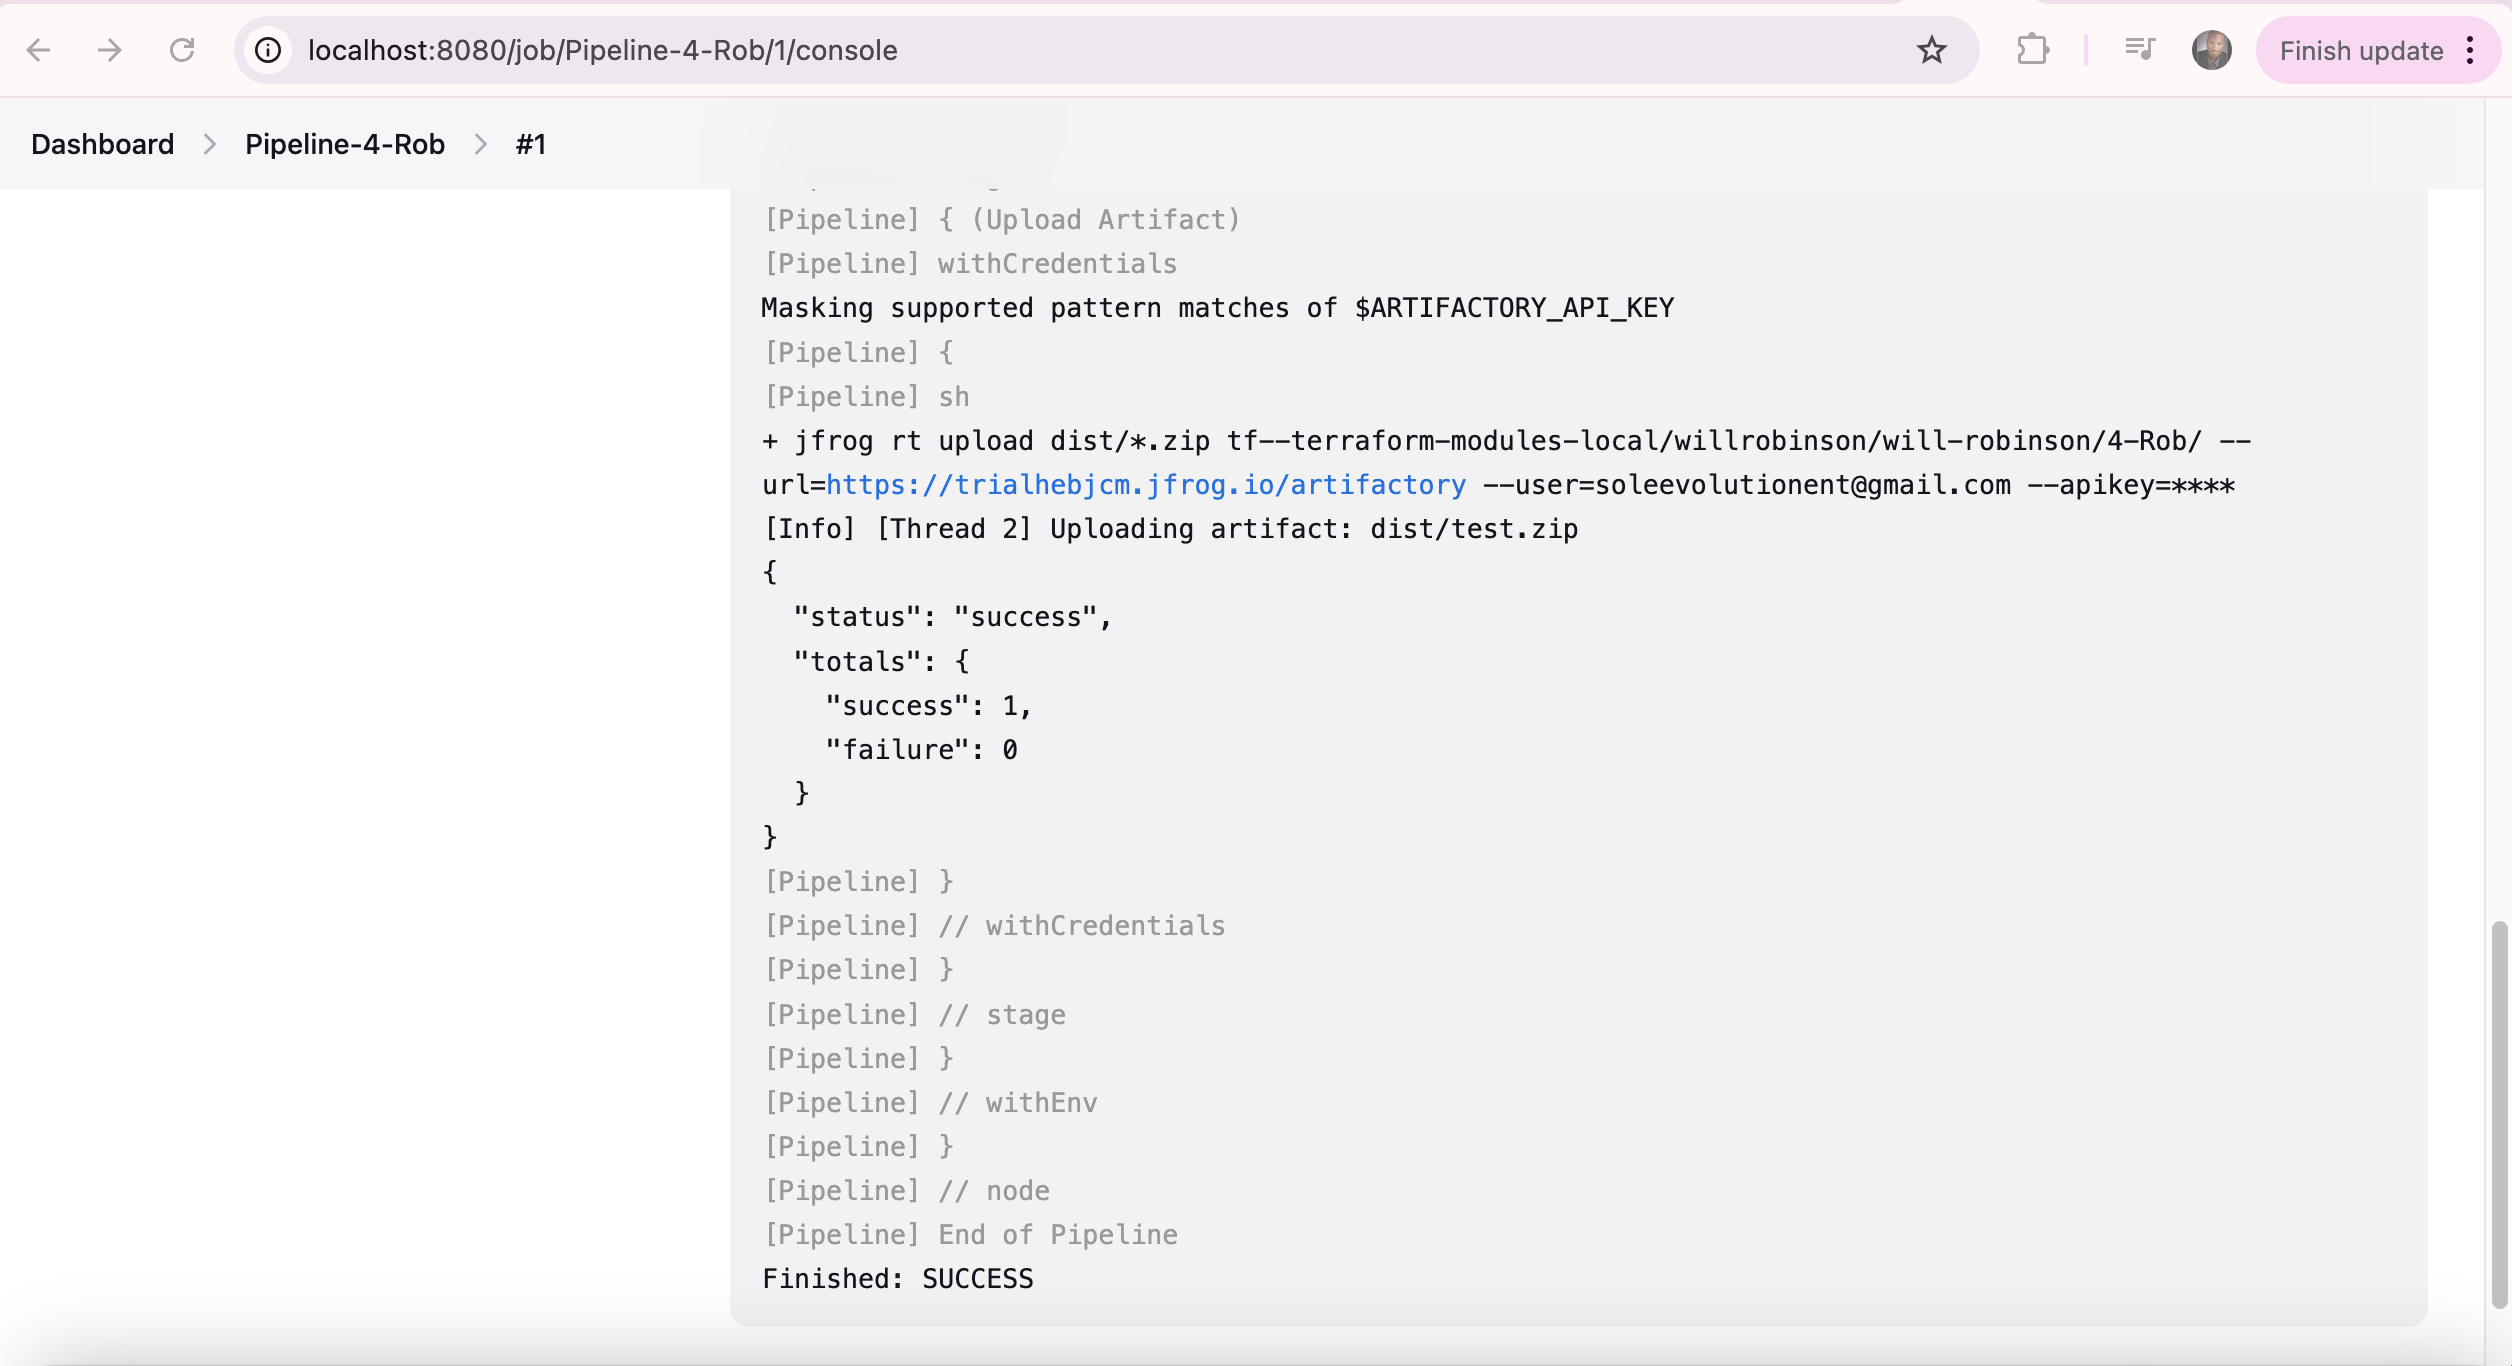 localhost:8080/job/Pipeline-4-Rob/1/console
Finish update
Dashboard > Pipeline-4-Rob > #1
[Pipeline] { (Upload Artifact)
[Pipeline] withCredentials
Masking supported pattern matches of $ARTIFACTORY_API_KEY
[Pipeline] {
[Pipeline] sh
+ jfrog rt upload dist/*.zip tf--terraform-modules-local/willrobinson/will-robinson/4-Rob/ --
url=https://trialhebjcm.jfrog.io/artifactory --user=soleevolutionent@gmail.com --apikey=****
[Info] [Thread 2] Uploading artifact: dist/test.zip
{
  "status": "success",
  "totals": {
    "success": 1,
    "failure": 0
  }
}
[Pipeline] }
[Pipeline] // withCredentials
[Pipeline] }
[Pipeline] // stage
[Pipeline] }
[Pipeline] // withEnv
[Pipeline] }
[Pipeline] // node
[Pipeline] End of Pipeline
Finished: SUCCESS